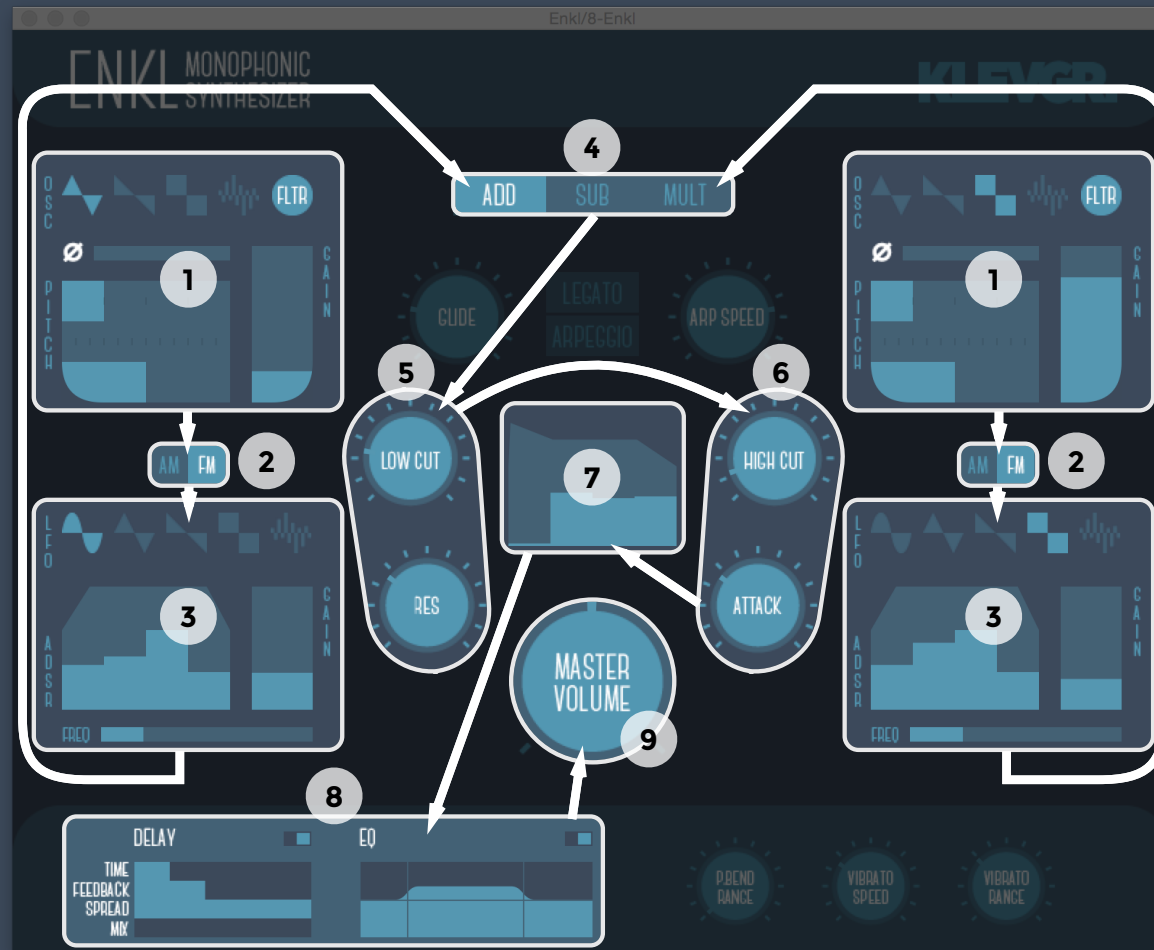 Enkl/8-Enkl
ENKL MONOPHONIC
SYNTHESIZER
KLEVGR.
4
ADD SUB MULT
OSC
FLTR
Ø
1
PITCH
GAIN
OSC
FLTR
Ø
1
PITCH
GAIN
GLIDE
LEGATO
ARPEGGIO
ARP SPEED
5
6
LOW CUT
HIGH CUT
7
RES
ATTACK
AM FM
2
AM FM
2
LFO
3
ADSR
GAIN
FREQ
LFO
3
ADSR
GAIN
FREQ
MASTER
VOLUME
9
8
DELAY
TIME
FEEDBACK
SPREAD
MIX
EQ
P.BEND
RANGE
VIBRATO
SPEED
VIBRATO
RANGE